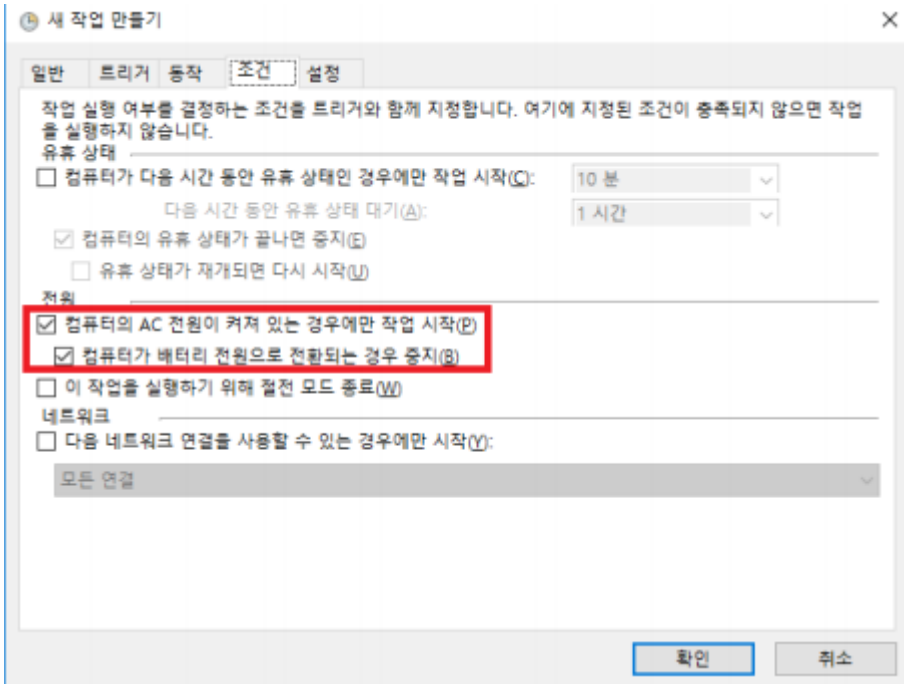 새 작업 만들기
일반 트리거 동작 조건 설정
작업 실행 여부를 결정하는 조건을 트리거와 함께 지정합니다. 여기에 지정된 조건이 충족되지 않으면 작업
을 실행하지 않습니다.
유휴 상태
컴퓨터가 다음 시간 동안 유휴 상태인 경우에만 작업 시작(C): 10 분
다음 시간 동안 유휴 상태 대기(A): 1 시간
컴퓨터의 유휴 상태가 끝나면 중지(E)
유휴 상태가 재개되면 다시 시작(U)
전원
컴퓨터의 AC 전원이 켜져 있는 경우에만 작업 시작(P)
컴퓨터가 배터리 전원으로 전환되는 경우 중지(B)
이 작업을 실행하기 위해 절전 모드 종료(W)
네트워크
다음 네트워크 연결을 사용할 수 있는 경우에만 시작(Y):
모든 연결
확인 취소